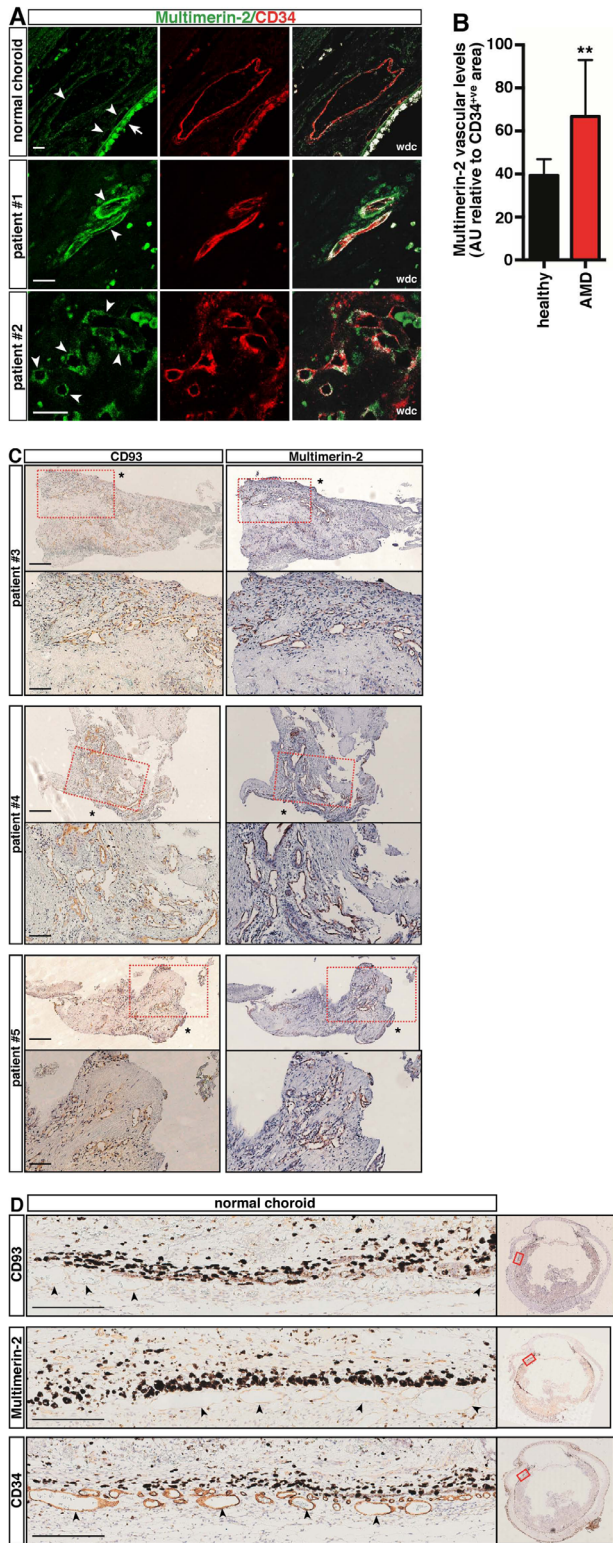 A
Multimerin-2/CD34
normal choroid
wdc
patient #1
wdc
patient #2
wdc
B
Multimerin-2 vascular levels
(AU relative to CD34+ve area)
100
80
60
40
20
0
**
healthy
AMD
C
CD93
Multimerin-2
patient #3
*
*
patient #4
*
*
patient #5
*
*
D
normal choroid
CD93
Multimerin-2
CD34